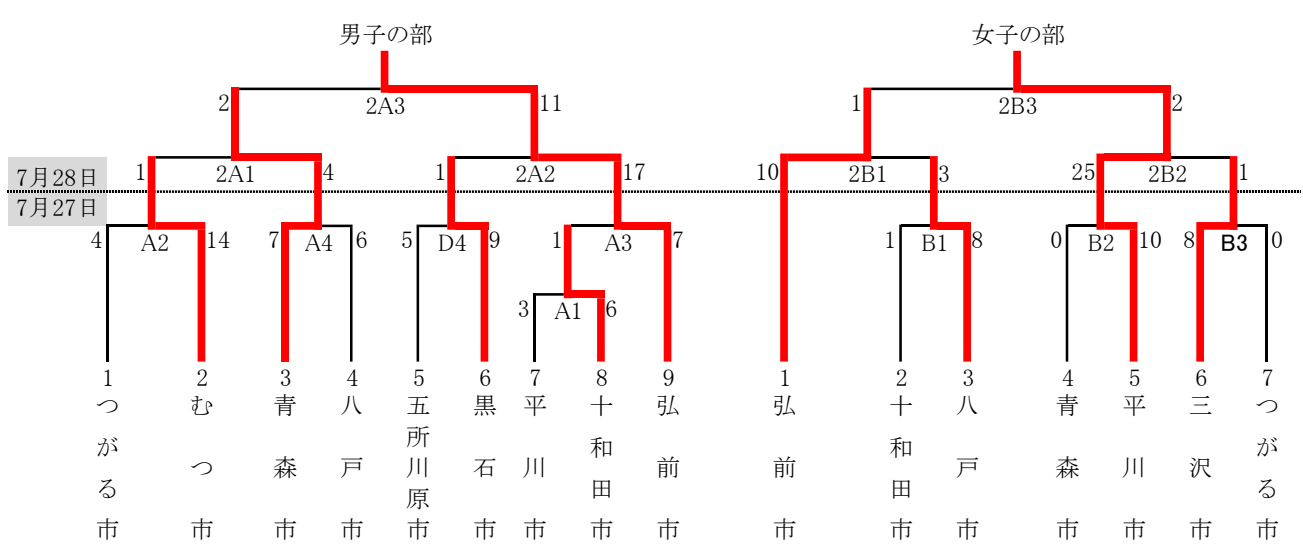 男子の部 女子の部
2 2A3 11 1 2B3 2
7月28日 1 2A1 4 1 2A2 17 10 2B1 3 25 2B2 1
7月27日
4 A2 14 7 A4 6 5 D4 9 1 A3 7 1 B1 8 0 B2 10 8 B3 0
3 A1 6
1 2 3 4 5 6 7 8 9 1 2 3 4 5 6 7
つがる市
むつ市
青森市
八戸市
五所川原市
黒石市
平川市
十和田市
弘前市
弘前市
十和田市
八戸市
青森市
平川市
三沢市
つがる市